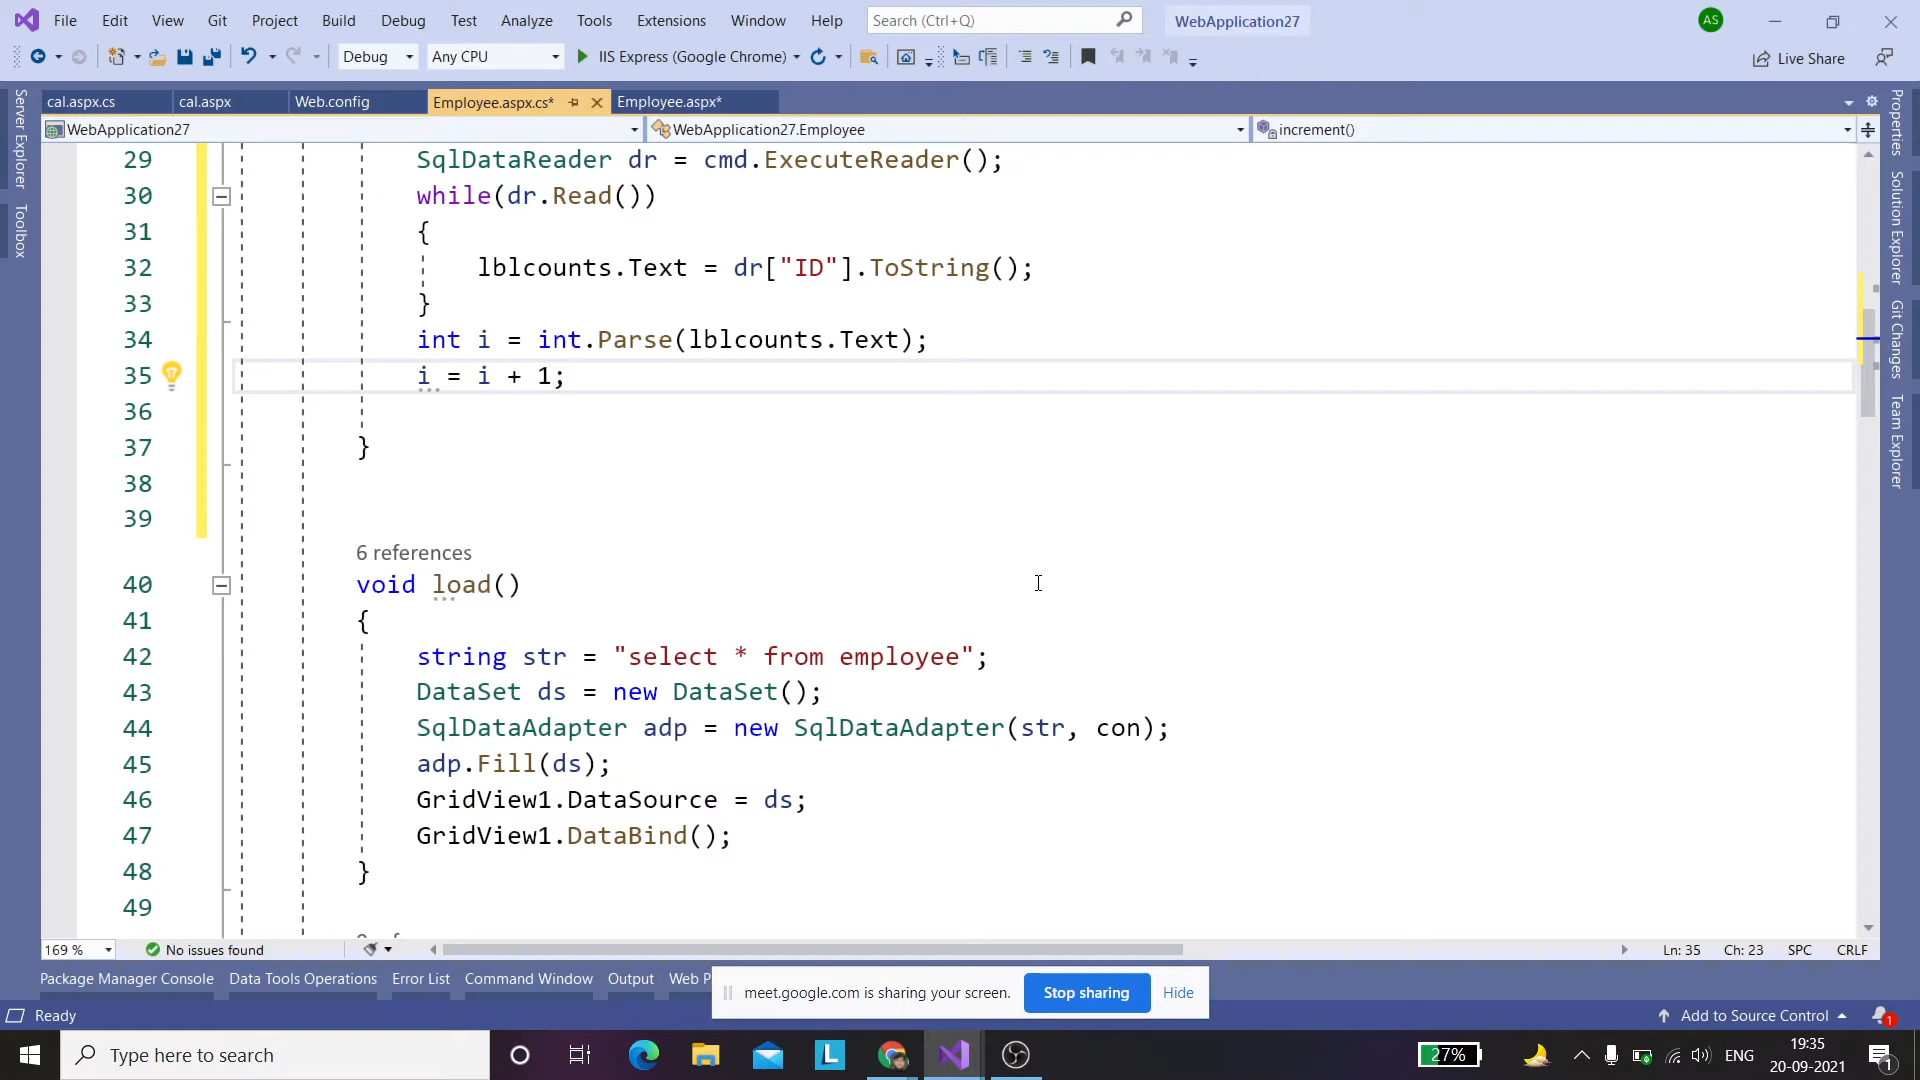 File Edit View Git Project Build Debug Test Analyze Tools Extensions Window Help Search (Ctrl+Q) WebApplication27 AS
Debug Any CPU IIS Express (Google Chrome) Live Share
cal.aspx.cs cal.aspx Web.config Employee.aspx.cs* Employee.aspx*
WebApplication27 WebApplication27.Employee increment()
Server Explorer
Toolbox
29 SqlDataReader dr = cmd.ExecuteReader();
30 while(dr.Read())
31 {
32 lblcounts.Text = dr["ID"].ToString();
33 }
34 int i = int.Parse(lblcounts.Text);
35 i = i + 1;
36
37 }
38
39
6 references
40 void load()
41 {
42 string str = "select * from employee";
43 DataSet ds = new DataSet();
44 SqlDataAdapter adp = new SqlDataAdapter(str, con);
45 adp.Fill(ds);
46 GridView1.DataSource = ds;
47 GridView1.DataBind();
48 }
49
Properties
Solution Explorer
Git Changes
Team Explorer
169 % No issues found Ln: 35 Ch: 23 SPC CRLF
Package Manager Console Data Tools Operations Error List Command Window Output Web P
meet.google.com is sharing your screen. Stop sharing Hide
Ready Add to Source Control 1
Type here to search L 27% ENG 19:35
20-09-2021 1